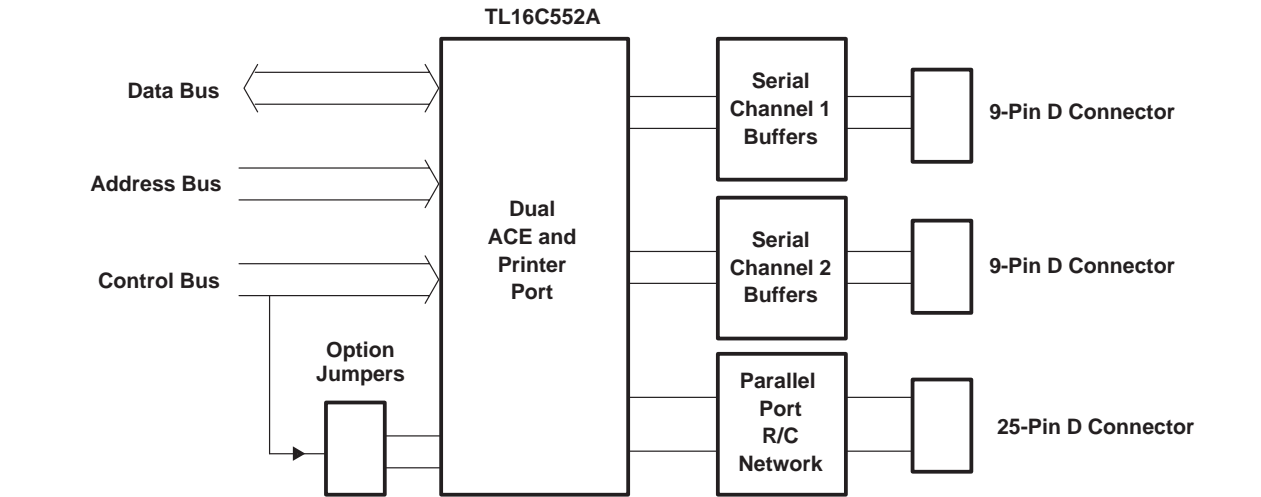 TL16C552A
Data Bus
Address Bus
Control Bus
Option
Jumpers
Dual
ACE and
Printer
Port
Serial
Channel 1
Buffers
9-Pin D Connector
Serial
Channel 2
Buffers
9-Pin D Connector
Parallel
Port
R/C
Network
25-Pin D Connector